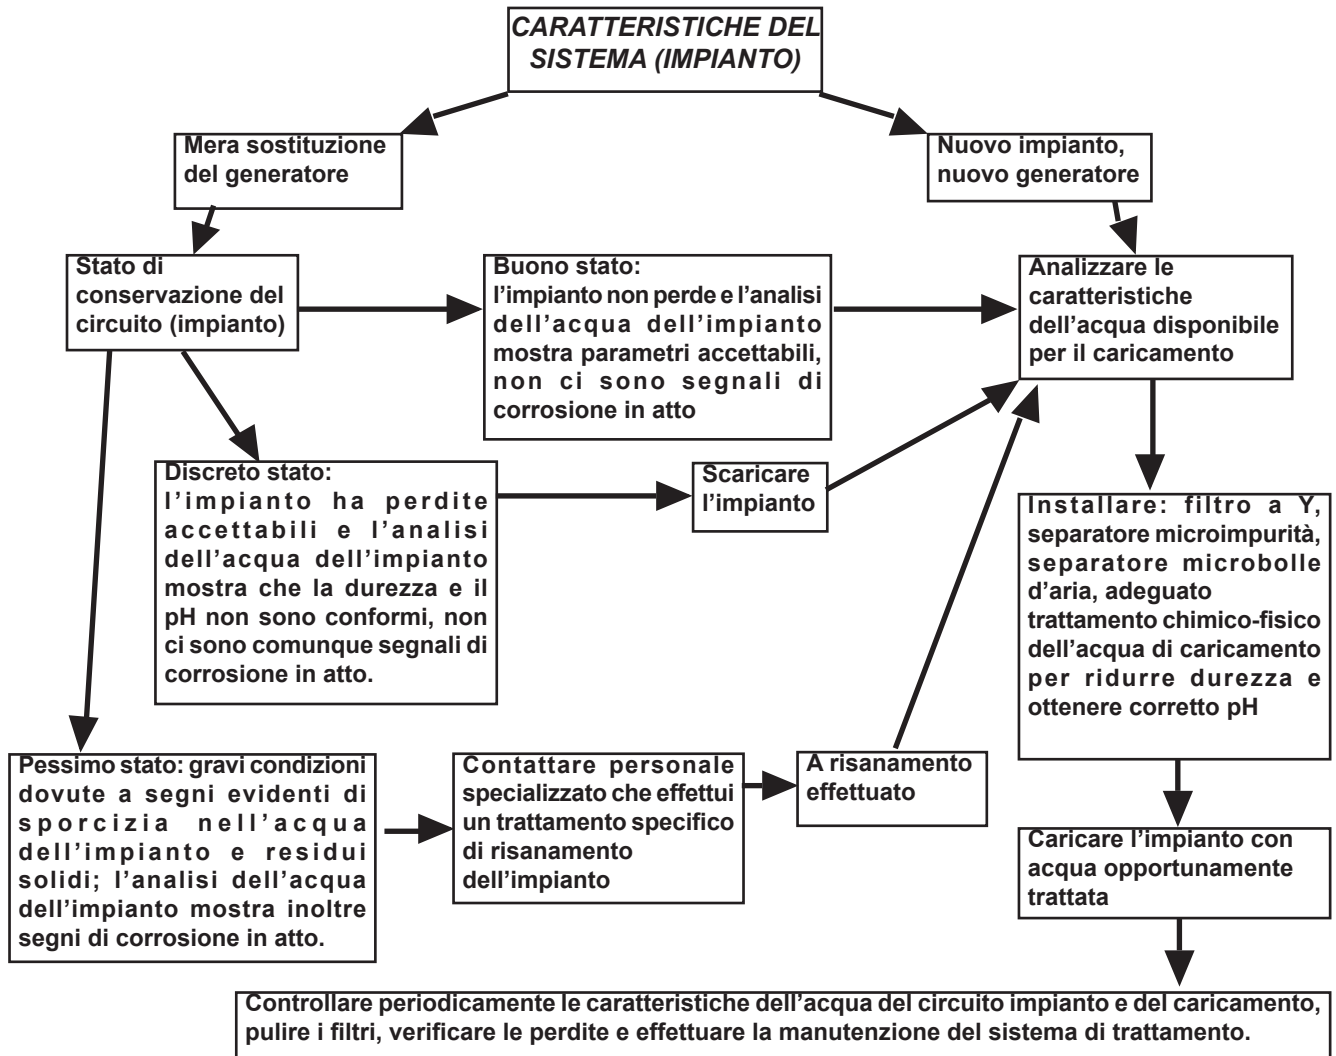 CARATTERISTICHE DEL
SISTEMA (IMPIANTO)
Mera sostituzione
del generatore
Nuovo impianto,
nuovo generatore
Stato di
conservazione del
circuito (impianto)
Buono stato:
l'impianto non perde e l'analisi
dell'acqua dell'impianto
mostra parametri accettabili,
non ci sono segnali di
corrosione in atto
Analizzare le
caratteristiche
dell'acqua disponibile
per il caricamento
Discreto stato:
l'impianto ha perdite
accettabili e l'analisi
dell'acqua dell'impianto
mostra che la durezza e il
pH non sono conformi, non
ci sono comunque segnali di
corrosione in atto.
Scaricare
l'impianto
Installare: filtro a Y,
separatore microimpurità,
separatore microbolle
d'aria, adeguato
trattamento chimico-fisico
dell'acqua di caricamento
per ridurre durezza e
ottenere corretto pH
Pessimo stato: gravi condizioni
dovute a segni evidenti di
sporcizia nell'acqua
dell'impianto e residui
solidi; l'analisi dell'acqua
dell'impianto mostra inoltre
segni di corrosione in atto.
Contattare personale
specializzato che effettui
un trattamento specifico
di risanamento
dell'impianto
A risanamento
effettuato
Caricare l'impianto con
acqua opportunamente
trattata
Controllare periodicamente le caratteristiche dell'acqua del circuito impianto e del caricamento,
pulire i filtri, verificare le perdite e effettuare la manutenzione del sistema di trattamento.